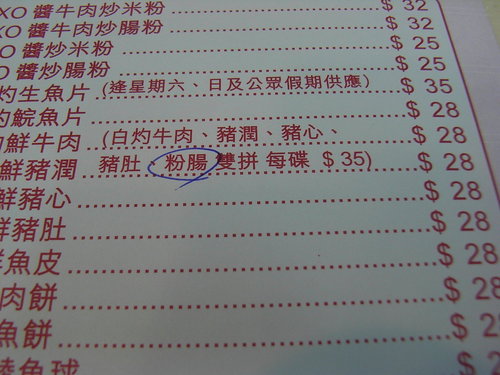 XO 醬牛肉炒米粉 $ 32
XO 醬牛肉炒腸粉 $ 32
XO 醬炒米粉 $ 25
XO 醬炒腸粉 $ 25
灼生魚片 (逢星期六、日及公眾假期供應) $ 35
灼鯇魚片 $ 28
灼鮮牛肉 (白灼牛肉、豬潤、豬心、 $ 28
鮮豬潤 豬肚、粉腸 雙拼 每碟 $ 35) $ 28
鮮豬心 $ 28
鮮豬肚 $ 28
魚皮 $ 28
肉餅 $ 28
魚餅 $ 2
魚球 $